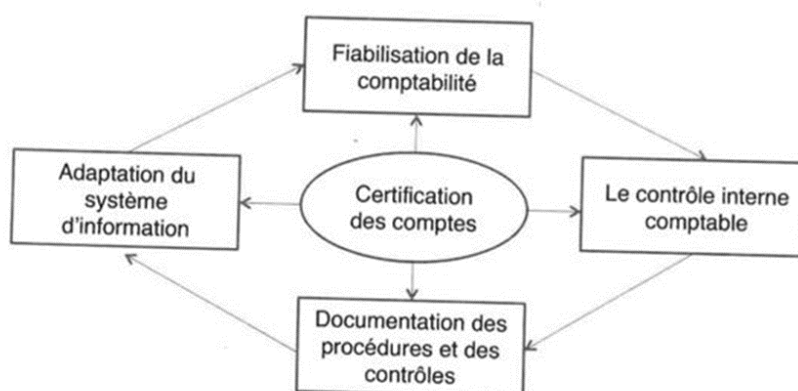 Fiabilisation de la
comptabilité
Adaptation du
système
d'information
Certification
des comptes
Le contrôle interne
comptable
Documentation des
procédures et des
contrôles